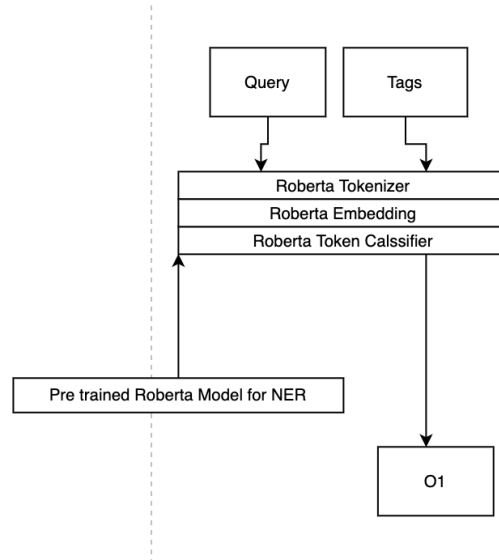 Query
Tags
Roberta Tokenizer
Roberta Embedding
Roberta Token Calssifier
Pre trained Roberta Model for NER
O1